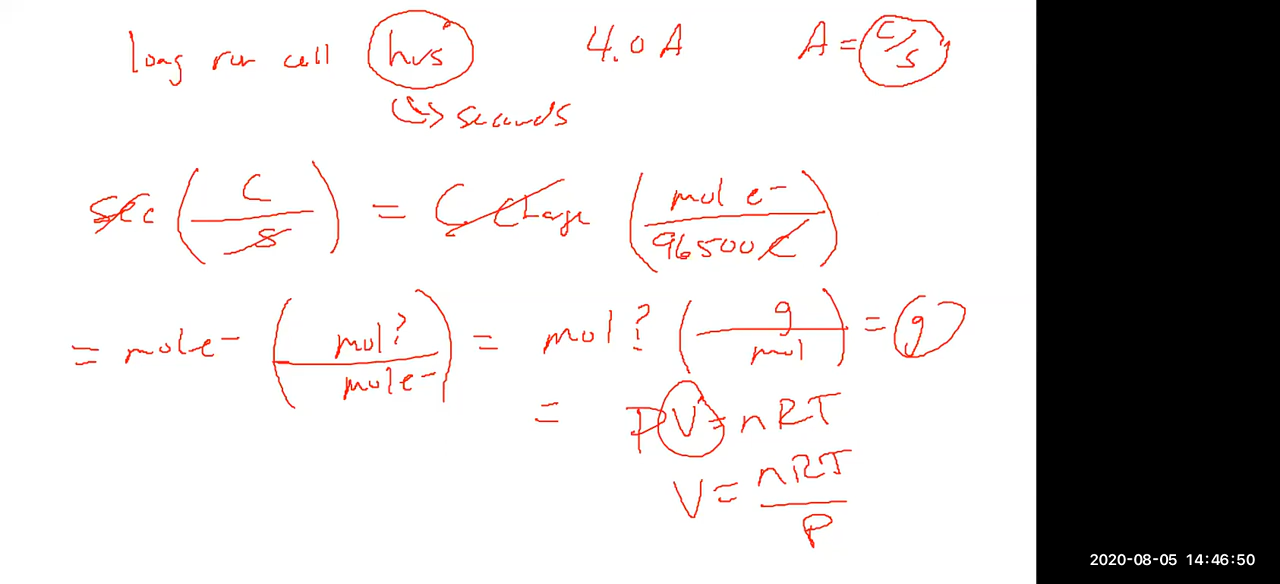 long run cell hrs 4.0 A A = C/s
↳ seconds
sec ( C / s ) = C charge ( mol e- / 96500 C )
= mol e- ( mol? / mol e- ) = mol ? ( g / mol ) = g
= PV = nRT
V = nRT / P
2020-08-05 14:46:50